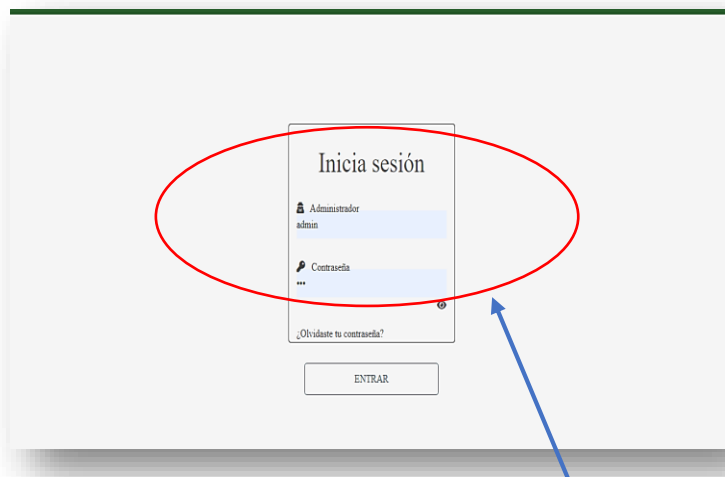 Inicia sesión
Administrador
admin
Contraseña
•••
¿Olvidaste tu contraseña?
ENTRAR